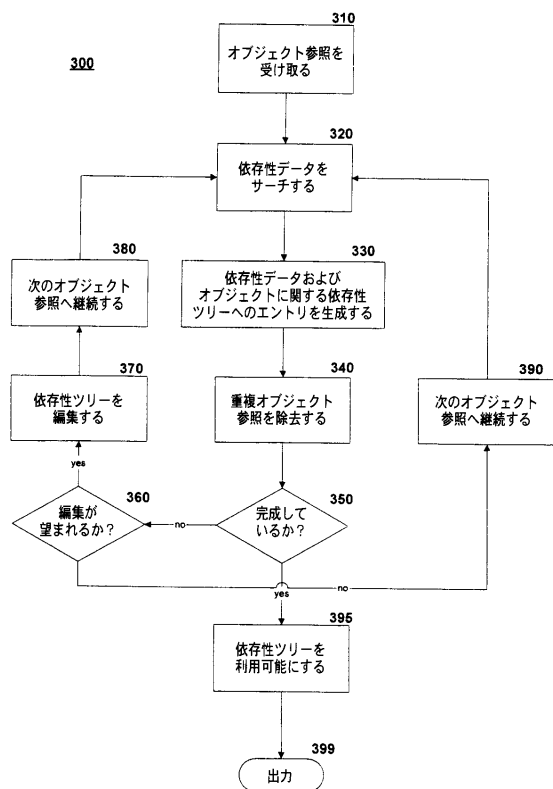 300
310
オブジェクト参照を
受け取る
320
依存性データを
サーチする
330
依存性データおよび
オブジェクトに関する依存性
ツリーへのエントリを生成する
380
次のオブジェクト
参照へ継続する
340
重複オブジェクト
参照を除去する
370
依存性ツリーを
編集する
390
次のオブジェクト
参照へ継続する
yes
360
編集が
望まれるか?
no
350
完成して
いるか?
yes
no
395
依存性ツリーを
利用可能にする
399
出力